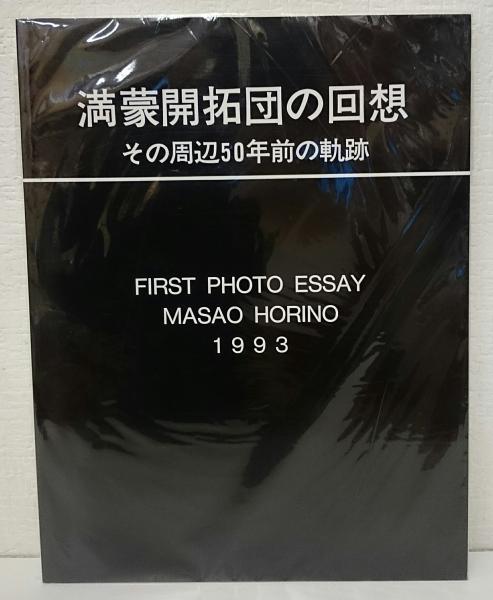 満蒙開拓団の回想
その周辺50年前の軌跡
FIRST PHOTO ESSAY
MASAO HORINO
1993